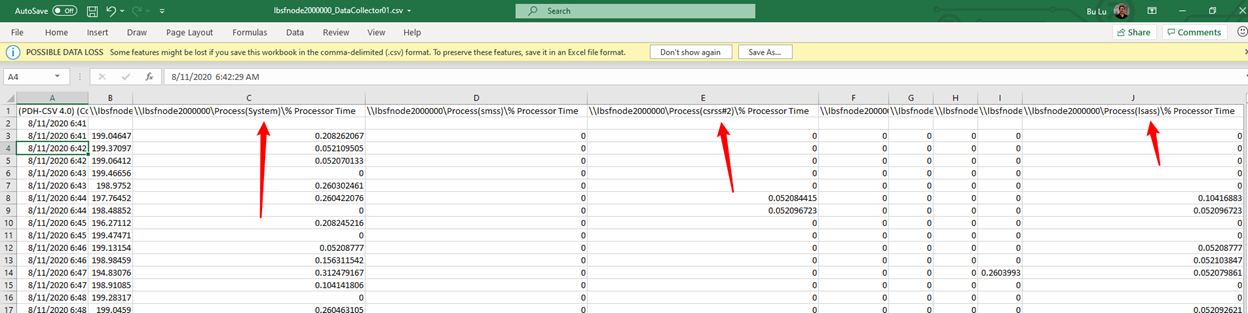 AutoSave Off lbsfnode2000000_DataCollector01.csv Search Bu Lu
File Home Insert Draw Page Layout Formulas Data Review View Help Share Comments
POSSIBLE DATA LOSS Some features might be lost if you save this workbook in the comma-delimited (.csv) format. To preserve these features, save it in an Excel file format. Don't show again Save As...
A4 fx 8/11/2020 6:42:29 AM
A B C D E F G H I J
1 (PDH-CSV 4.0) (Co \\lbsfnode \\lbsfnode2000000\Process(System)\% Processor Time \\lbsfnode2000000\Process(smss)\% Processor Time \\lbsfnode2000000\Process(csrss#2)\% Processor Time \\lbsfnode20000 \\lbsfnode \\lbsfnode \\lbsfnode \\lbsfnode2000000\Process(lsass)\% Processor Time
2 8/11/2020 6:41
3 8/11/2020 6:41 199.04647 0.208262067 0 0 0 0 0 0 0
4 8/11/2020 6:42 199.37097 0.052109505 0 0 0 0 0 0 0
5 8/11/2020 6:42 199.06412 0.052070133 0 0 0 0 0 0 0
6 8/11/2020 6:43 199.46656 0 0 0 0 0 0 0 0
7 8/11/2020 6:43 198.9752 0.260302461 0 0 0 0 0 0 0
8 8/11/2020 6:44 197.76452 0.260422076 0 0.052084415 0 0 0 0 0.10416883
9 8/11/2020 6:44 198.48852 0 0 0.052096723 0 0 0 0 0.052096723
10 8/11/2020 6:45 196.27112 0.208245216 0 0 0 0 0 0 0
11 8/11/2020 6:45 199.47471 0 0 0 0 0 0 0 0
12 8/11/2020 6:46 199.13154 0.05208777 0 0 0 0 0 0 0.05208777
13 8/11/2020 6:46 198.98459 0.156311542 0 0 0 0 0 0 0.052103847
14 8/11/2020 6:47 194.83076 0.312479167 0 0 0 0 0 0.2603993 0.052079861
15 8/11/2020 6:47 198.91085 0.104141806 0 0 0 0 0 0 0
16 8/11/2020 6:48 199.28317 0 0 0 0 0 0 0 0
17 8/11/2020 6:48 199.0459 0.260463105 0 0 0 0 0 0 0.052092621